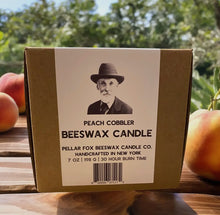 PEACH COBBLER
BEESWAX CANDLE
PELLAR FOX BEESWAX CANDLE CO.
HANDCRAFTED IN NEW YORK
7 OZ | 198 G | 30 HOUR BURN TIME